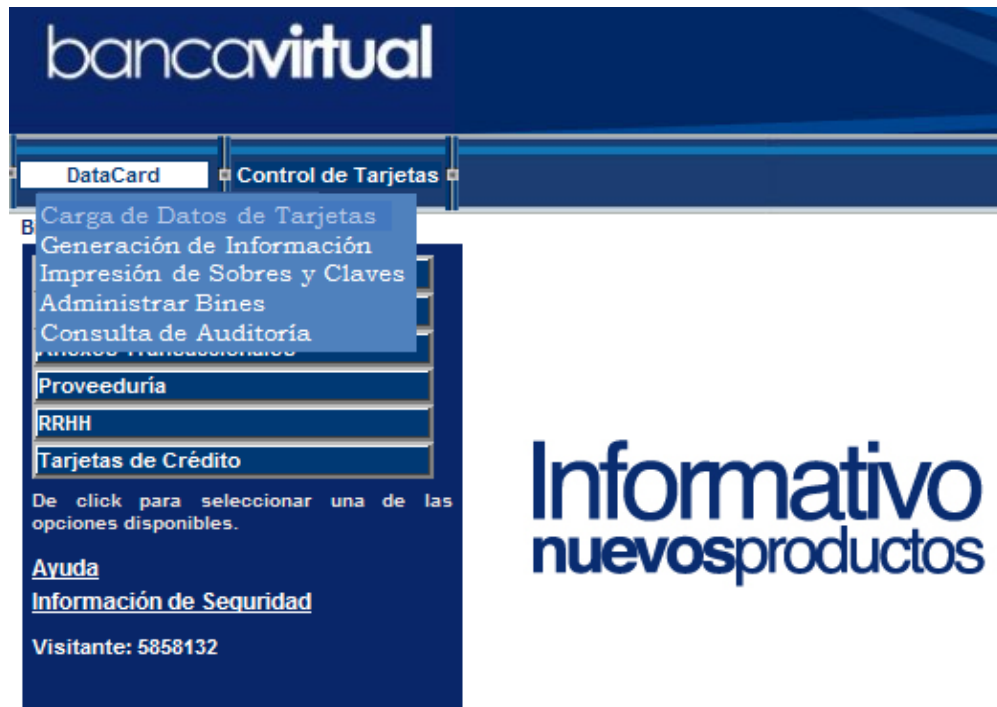 bancavirtual
DataCard
Control de Tarjetas
Carga de Datos de Tarjetas
Generación de Información
Impresión de Sobres y Claves
Administrar Bines
Consulta de Auditoría
Proveeduría
RRHH
Tarjetas de Crédito
De click para seleccionar una de las
opciones disponibles.
Ayuda
Información de Seguridad
Visitante: 5858132
Informativo
nuevosproductos